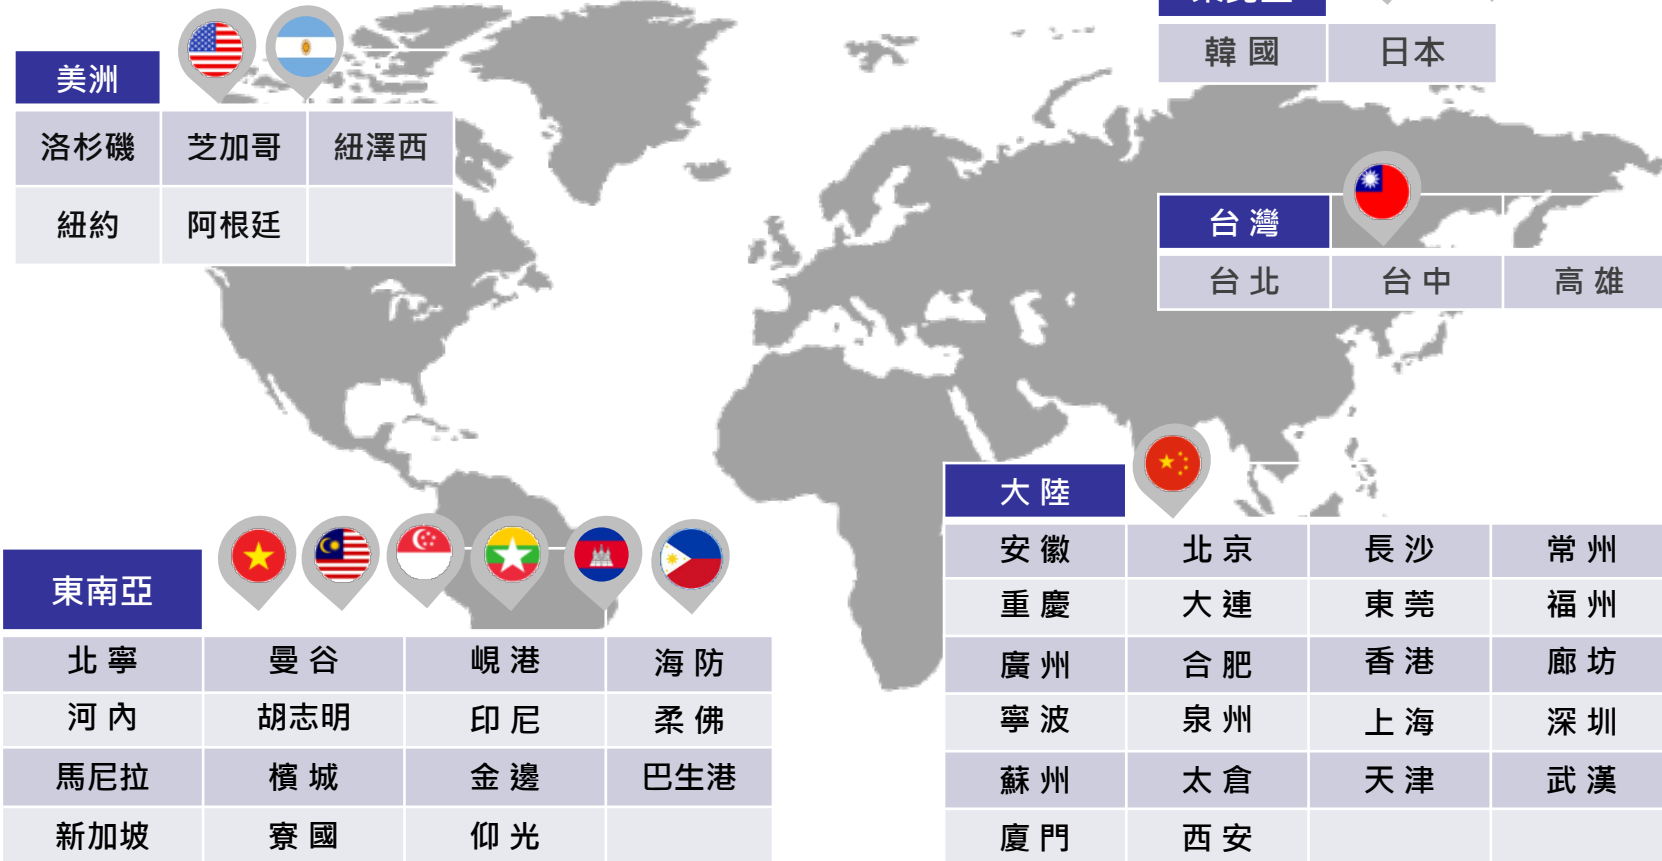 韓國 日本
美洲
洛杉磯 芝加哥 紐澤西
紐約 阿根廷
台灣
台北 台中 高雄
東南亞
北寧 曼谷 峴港 海防
河內 胡志明 印尼 柔佛
馬尼拉 檳城 金邊 巴生港
新加坡 寮國 仰光
大陸
安徽 北京 長沙 常州
重慶 大連 東莞 福州
廣州 合肥 香港 廊坊
寧波 泉州 上海 深圳
蘇州 太倉 天津 武漢
廈門 西安